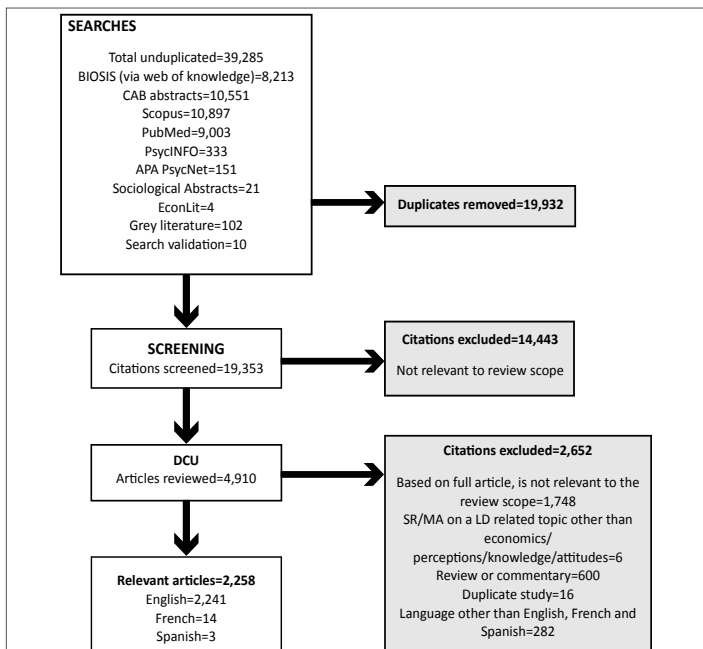 SEARCHES
Total unduplicated=39,285
BIOSIS (via web of knowledge)=8,213
CAB abstracts=10,551
Scopus=10,897
PubMed=9,003
PsycINFO=333
APA PsycNet=151
Sociological Abstracts=21
EconLit=4
Grey literature=102
Search validation=10
Duplicates removed=19,932
SCREENING
Citations screened=19,353
Citations excluded=14,443
Not relevant to review scope
DCU
Articles reviewed=4,910
Citations excluded=2,652
Based on full article, is not relevant to the
review scope=1,748
SR/MA on a LD related topic other than
economics/
perceptions/knowledge/attitudes=6
Review or commentary=600
Duplicate study=16
Language other than English, French and
Spanish=282
Relevant articles=2,258
English=2,241
French=14
Spanish=3